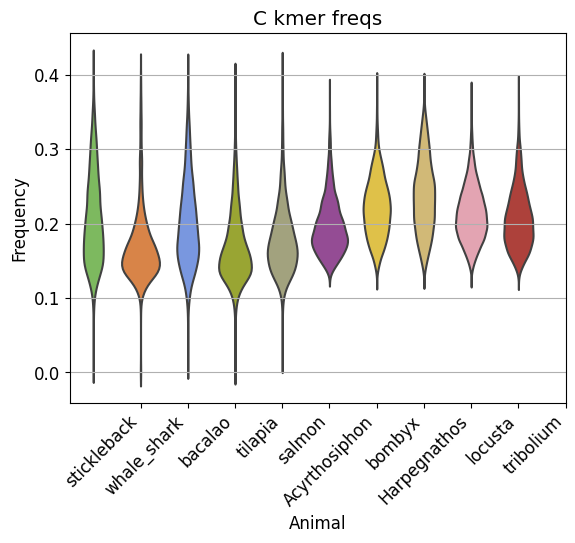 C kmer freqs
Frequency
0.4
0.3
0.2
0.1
0.0
stickleback
whale_shark
bacalao
tilapia
salmon
Acyrthosiphon
bombyx
Harpegnathos
locusta
tribolium
Animal